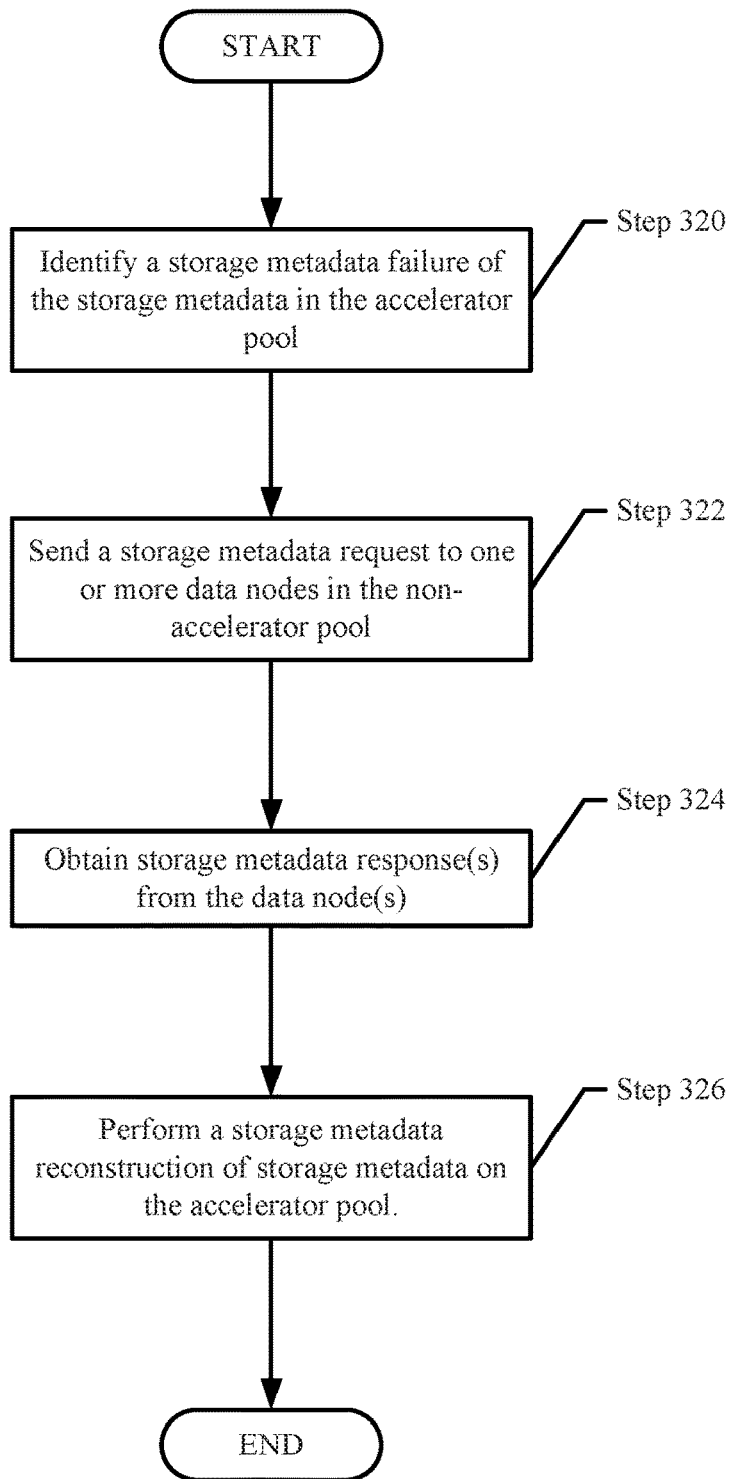 START
Step 320
Identify a storage metadata failure of
the storage metadata in the accelerator
pool
Step 322
Send a storage metadata request to one
or more data nodes in the non-
accelerator pool
Step 324
Obtain storage metadata response(s)
from the data node(s)
Step 326
Perform a storage metadata
reconstruction of storage metadata on
the accelerator pool.
END